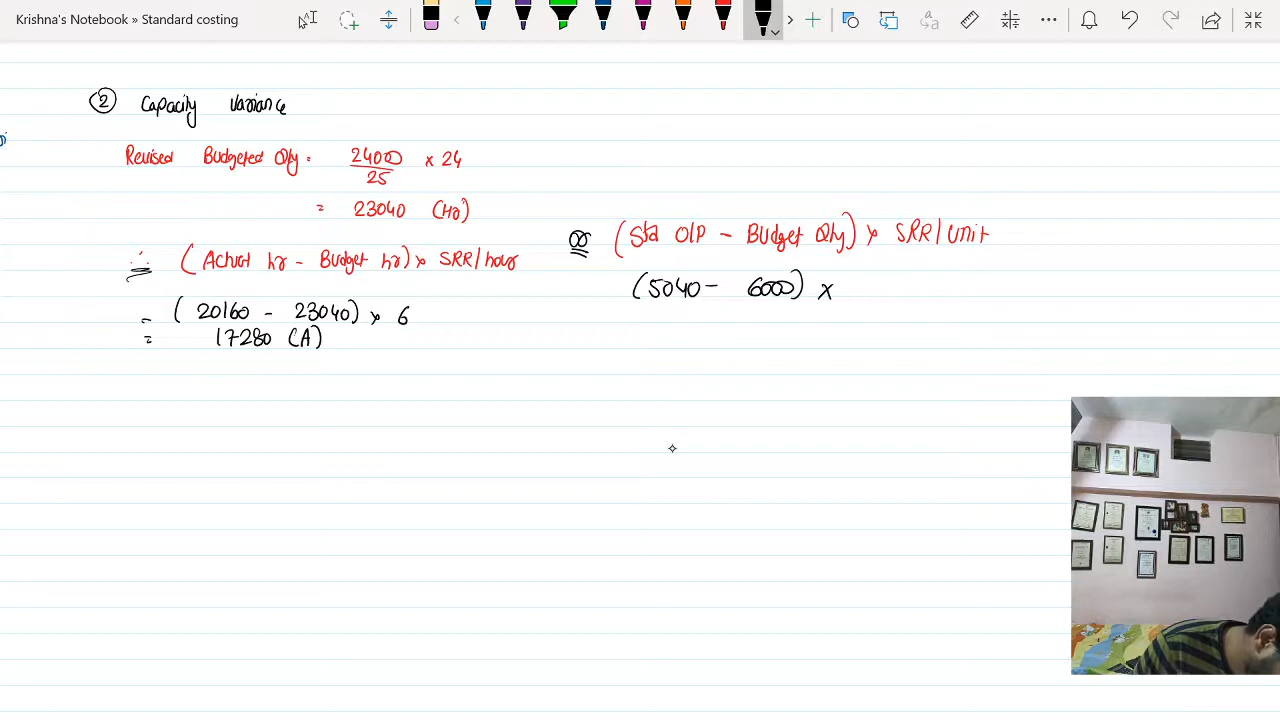 Krishna's Notebook » Standard costing
② Capacity Variance
Revised Budgeted Qty = 24000/25 × 24
= 23040 (Hr)
∴ (Actual hr - Budget hr) × SRR/hour
= (20160 - 23040) × 6
= 17280 (A)
OR (Std O/P - Budget Qty) × SRR/Unit
(5040 - 6000) ×